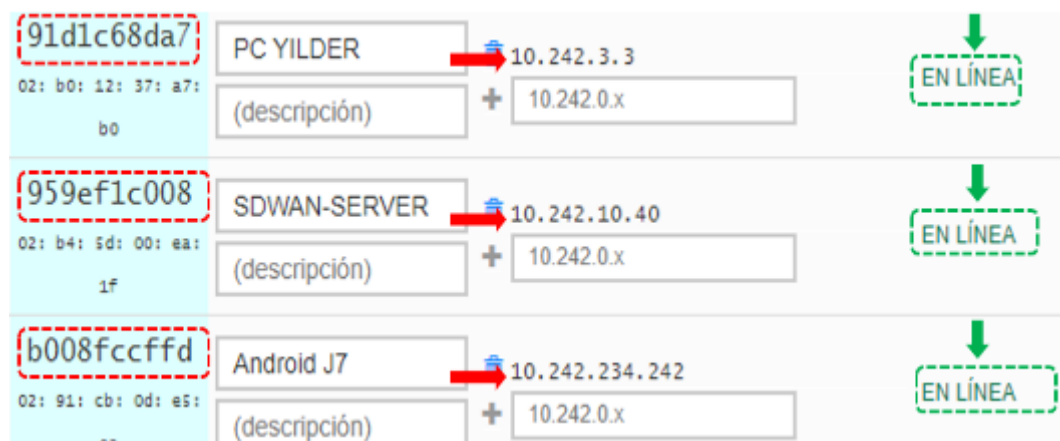 91d1c68da7
02: b0: 12: 37: a7:
b0
PC YILDER
(descripción)
10.242.3.3
+ 10.242.0.x
EN LÍNEA
959ef1c008
02: b4: 5d: 00: ea:
1f
SDWAN-SERVER
(descripción)
10.242.10.40
+ 10.242.0.x
EN LÍNEA
b008fccffd
02: 91: cb: 0d: e5:
Android J7
(descripción)
10.242.234.242
+ 10.242.0.x
EN LÍNEA